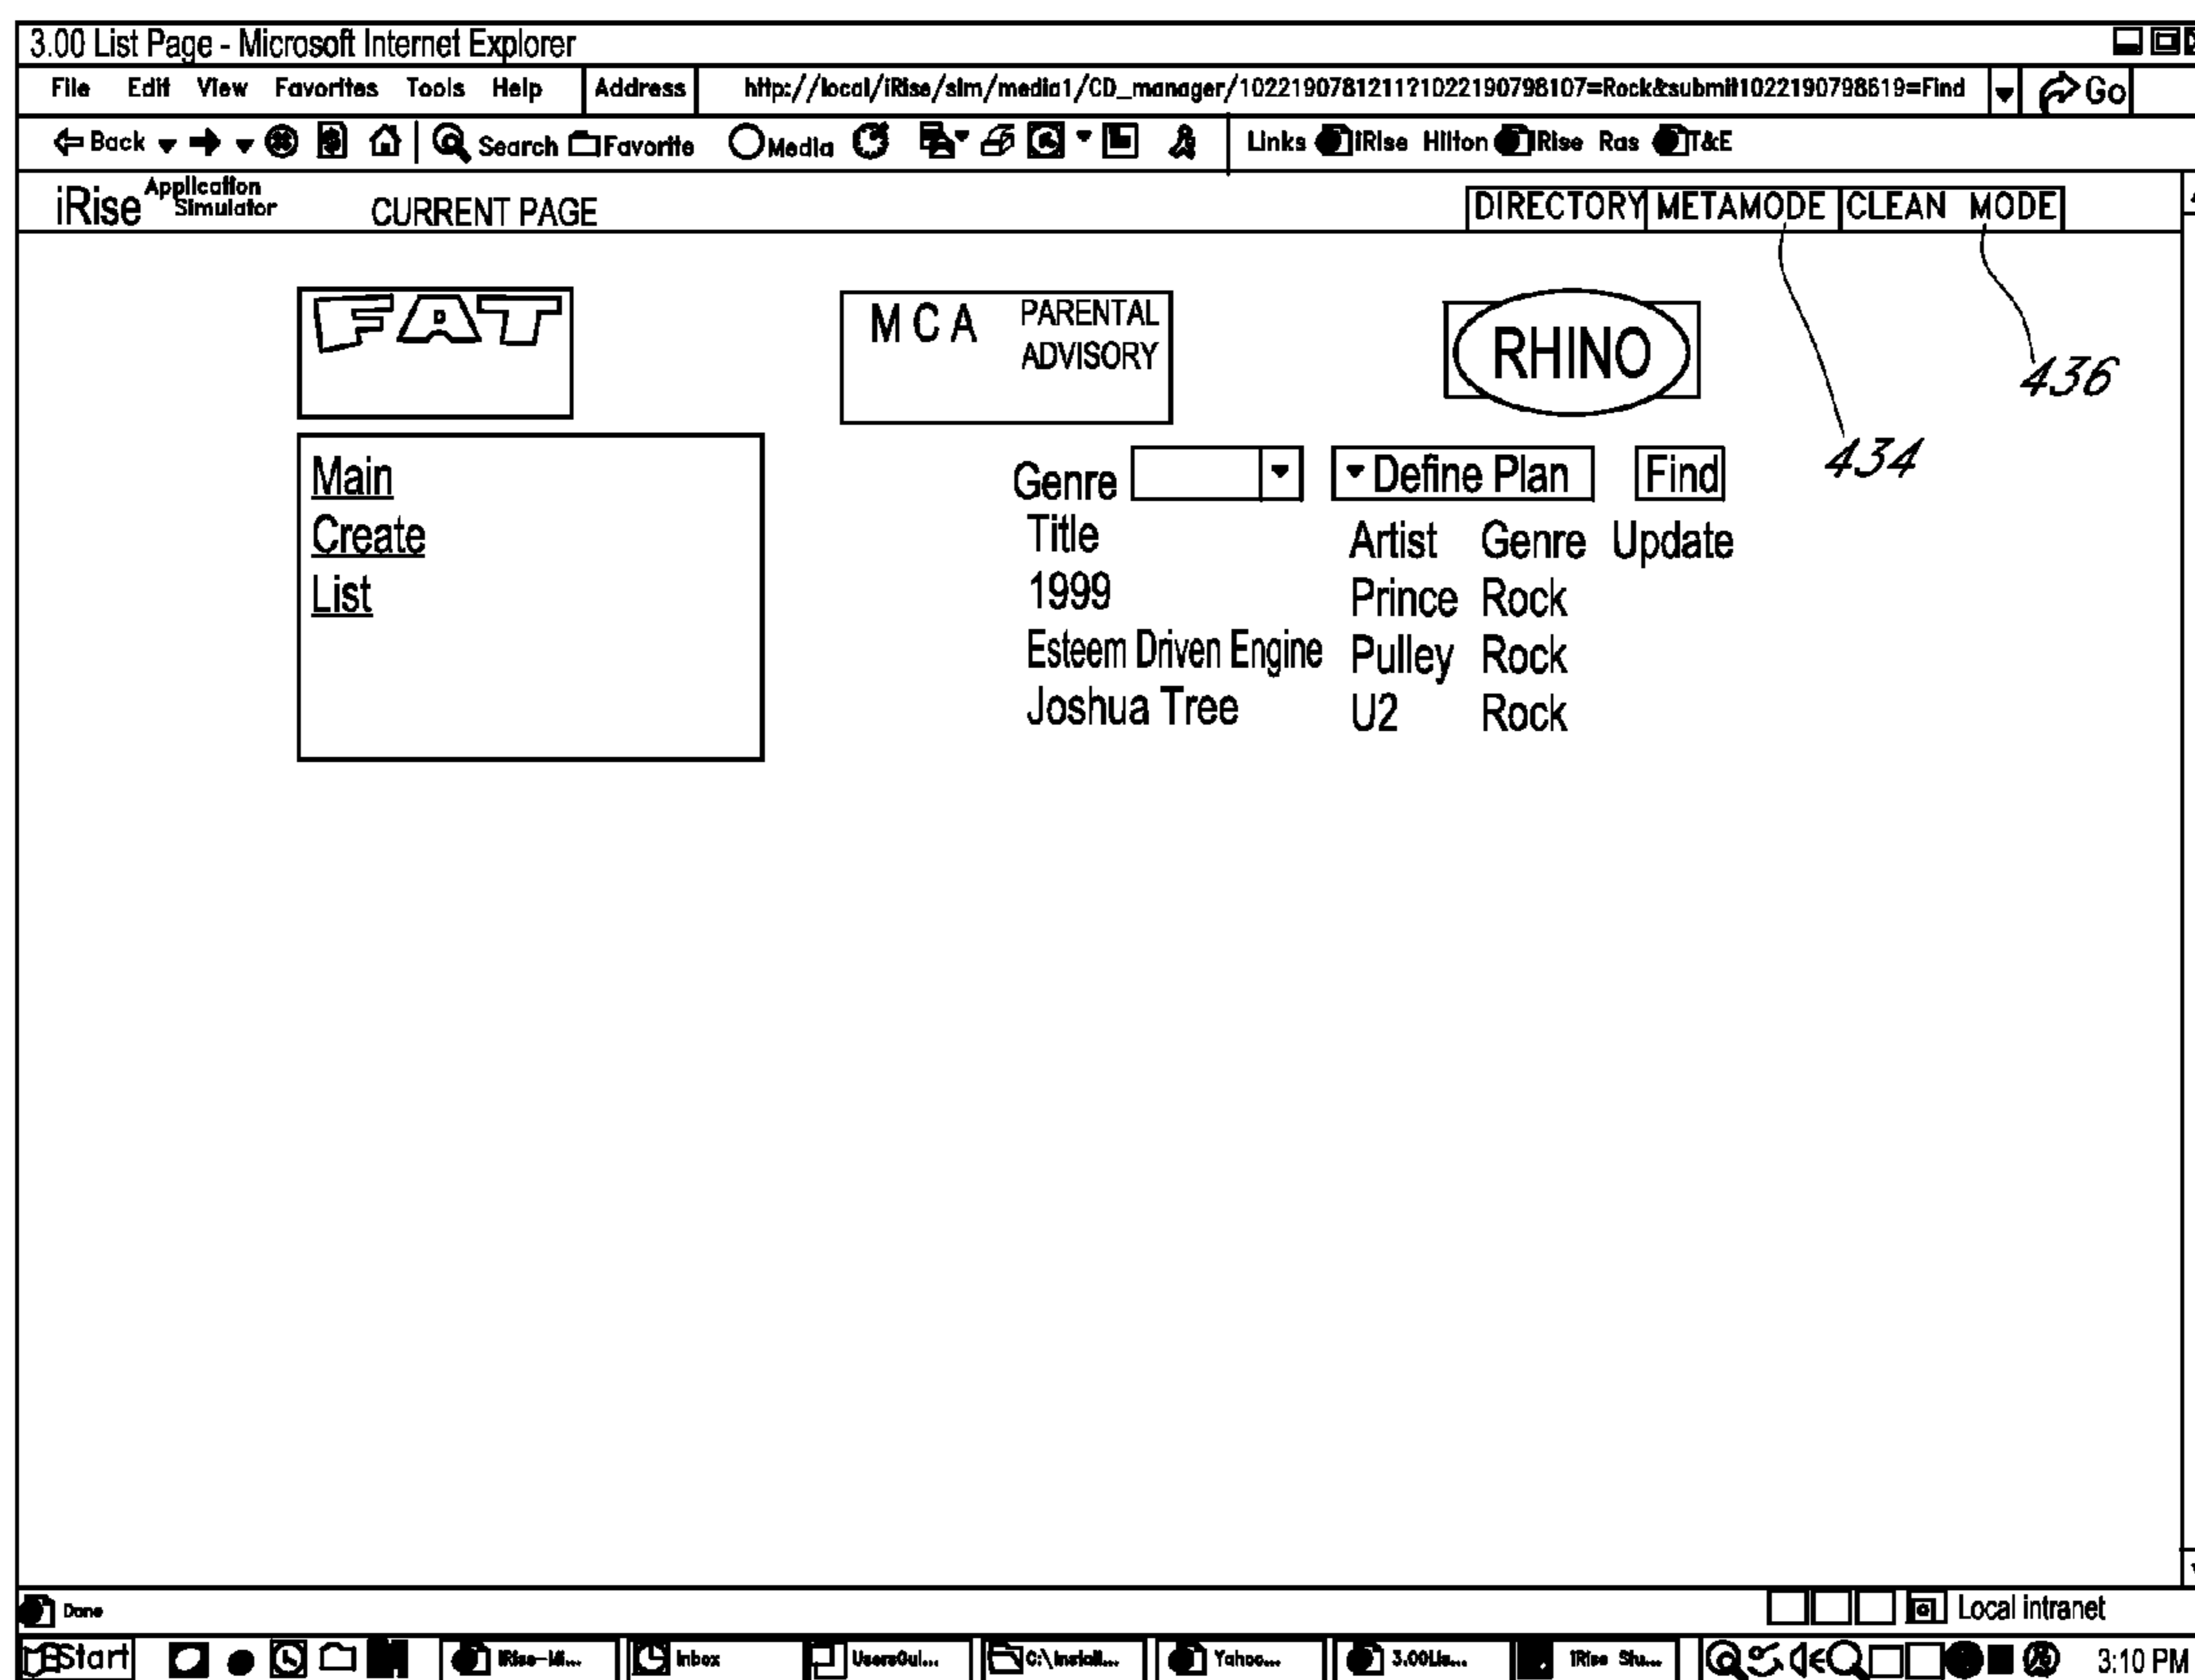 3.00 List Page - Microsoft Internet Explorer
File Edit View Favorites Tools Help Address http://local/iRise/sim/media1/CD_manager/1022190781211?1022190798107=Rock&submit1022190798619=Find Go
Back Search Favorite Media Links iRise Hilton iRise Ras T&E
iRise Application Simulator CURRENT PAGE DIRECTORY METAMODE CLEAN MODE
FAT MCA PARENTAL ADVISORY RHINO 436
434
Main Genre Define Plan Find
Create Title Artist Genre Update
List 1999 Prince Rock
Esteem Driven Engine Pulley Rock
Joshua Tree U2 Rock
Done Local intranet
Start iRise-Mi... Inbox UsersGui... C:\Install... Yahoo... 3.00Lis... 3:10 PM